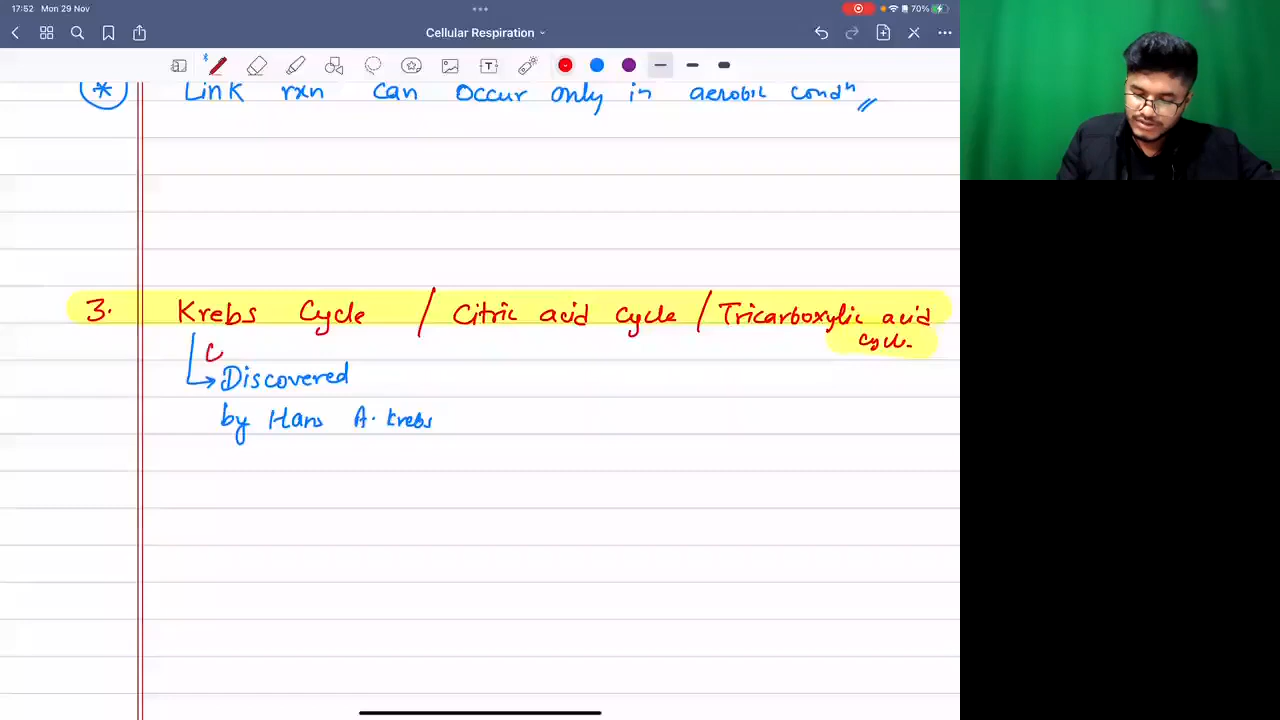 17:52 Mon 29 Nov
70%
Cellular Respiration
* Link rxn can occur only in aerobic condn
3. Krebs Cycle / Citric acid cycle / Tricarboxylic acid
cycle.
C
Discovered
by Hans A. Krebs